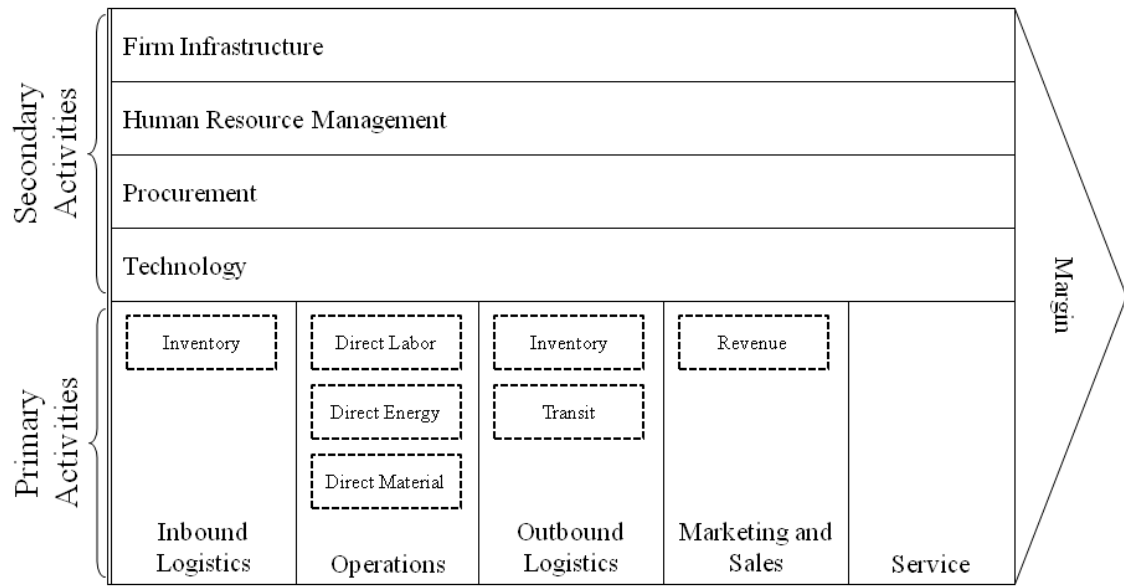 Secondary
Activities
Firm Infrastructure
Human Resource Management
Procurement
Technology
Margin
Primary
Activities
Inventory
Direct Labor
Direct Energy
Direct Material
Inventory
Transit
Revenue
Inbound
Logistics
Operations
Outbound
Logistics
Marketing and
Sales
Service